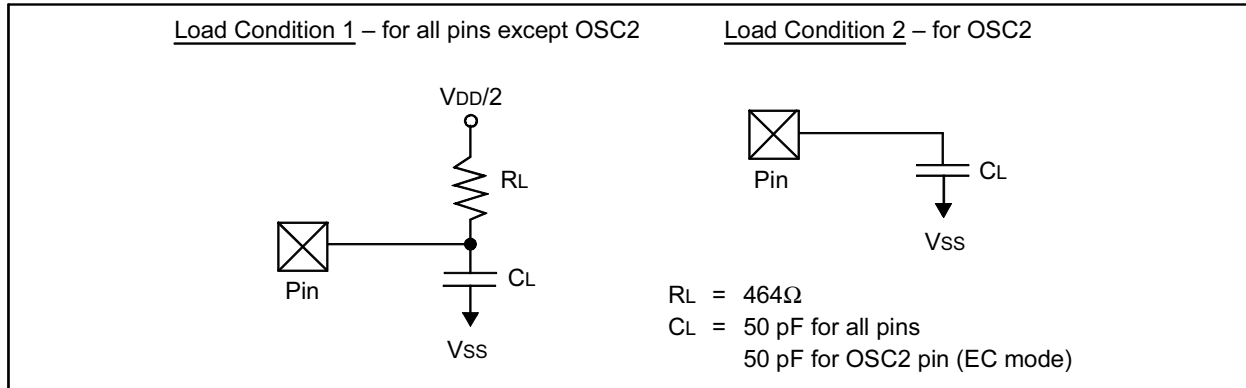 Load Condition 1 – for all pins except OSC2
VDD/2
RL
Pin
CL
VSS
Load Condition 2 – for OSC2
Pin
CL
VSS
RL = 464Ω
CL = 50 pF for all pins
50 pF for OSC2 pin (EC mode)